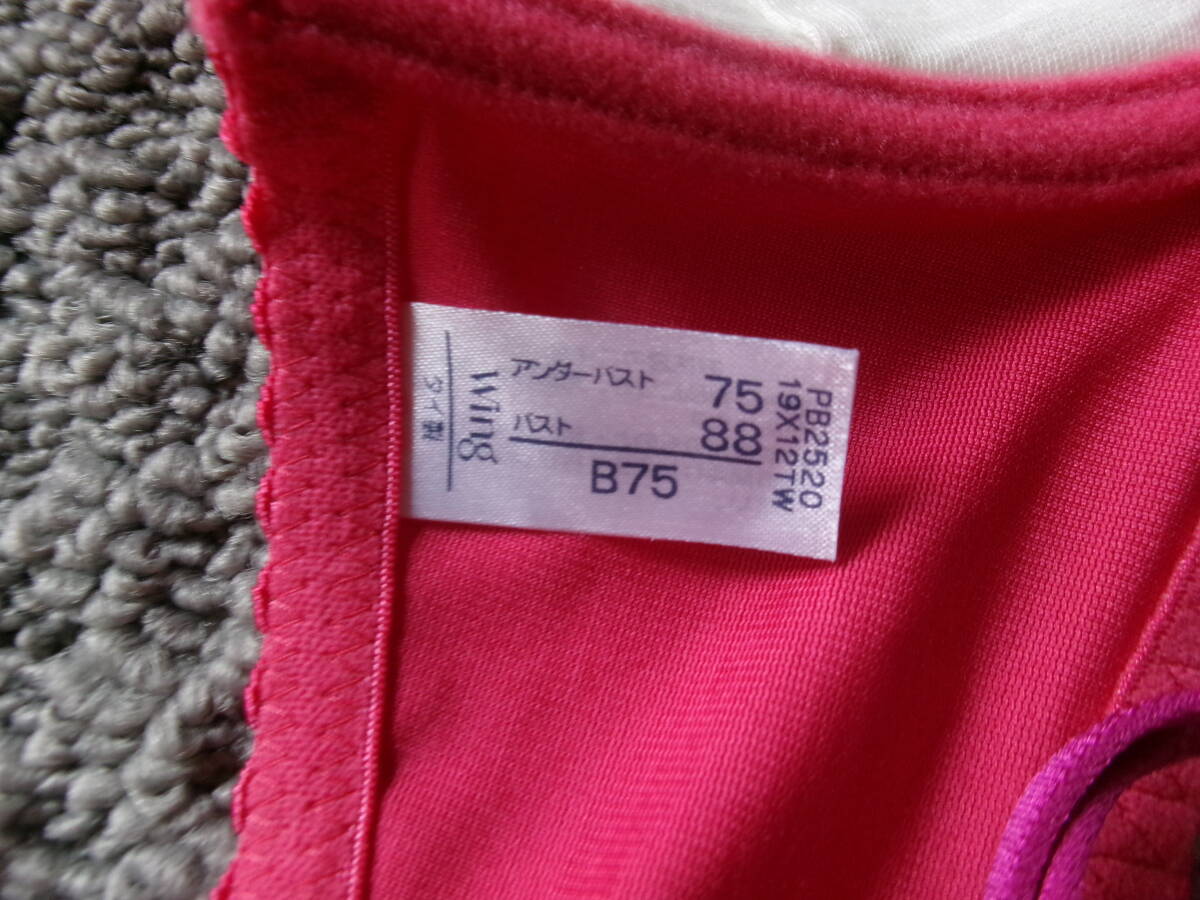 アンダーバスト 75
バスト 88
B75
Wing
タイ製
PB2520
19X12TW